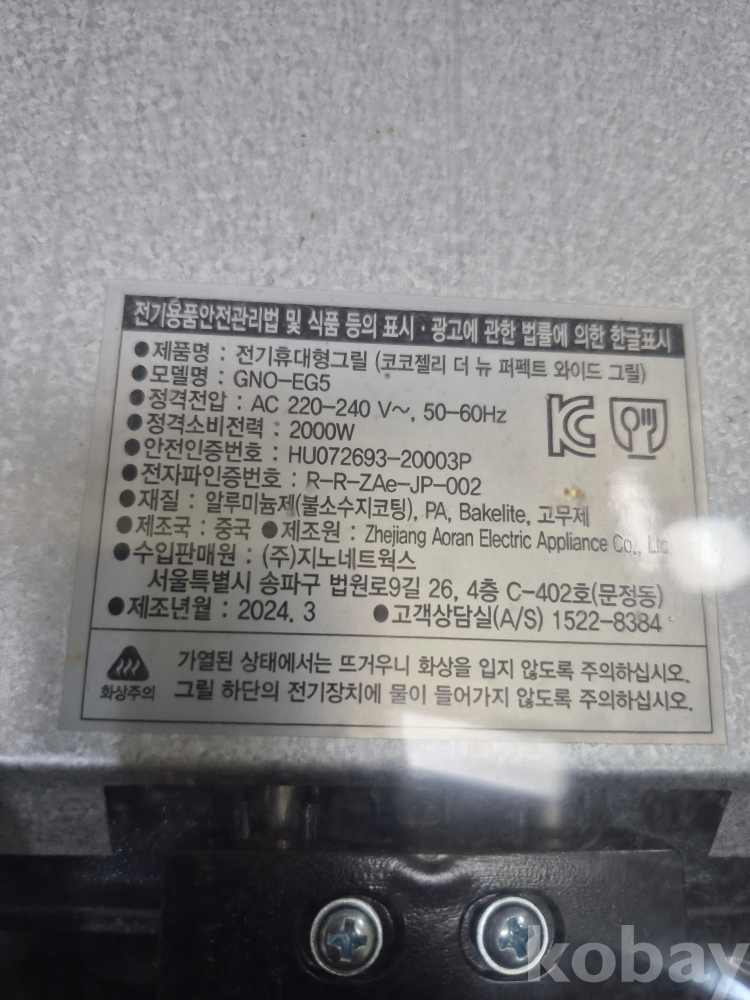 전기용품안전관리법 및 식품 등의 표시·광고에 관한 법률에 의한 한글표시
●제품명 : 전기휴대형그릴 (코코젤리 더 뉴 퍼펙트 와이드 그릴)
●모델명 : GNO-EG5
●정격전압 : AC 220-240 V~, 50-60Hz
●정격소비전력 : 2000W
●안전인증번호 : HU072693-20003P
●전자파인증번호 : R-R-ZAe-JP-002
●재질 : 알루미늄제(불소수지코팅), PA, Bakelite, 고무제
●제조국 : 중국 ●제조원 : Zhejiang Aoran Electric Appliance Co., Ltd
●수입판매원 : (주)지노네트웍스
서울특별시 송파구 법원로9길 26, 4층 C-402호(문정동)
●제조년월 : 2024. 3 ●고객상담실(A/S) 1522-8384
가열된 상태에서는 뜨거우니 화상을 입지 않도록 주의하십시오.
화상주의 그릴 하단의 전기장치에 물이 들어가지 않도록 주의하십시오.
kobay